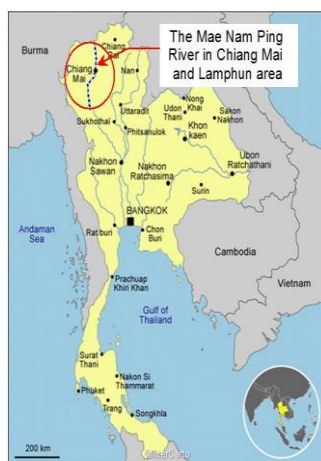 The Mae Nam Ping
River in Chiang Mai
and Lamphun area
Burma
Chiang
Rai
Chiang
Mai
Nan
Uttaradit
Nong
Khai
Udon
Thani
Sakon
Nakhon
Sukhothai
Phitsanulok
Khon
kaen
Nakhon
Sawan
Nakhon
Ratchasima
Ubon
Ratchathani
Surin
BANGKOK
Andaman
Sea
Rat buri
Chon
Buri
Cambodia
Vietnam
Prachuap
Khiri Khan
Gulf of
Thailand
Surat
Thani
Nakon Si
Thammarat
Phuket
Trang
Songkhla
200 km